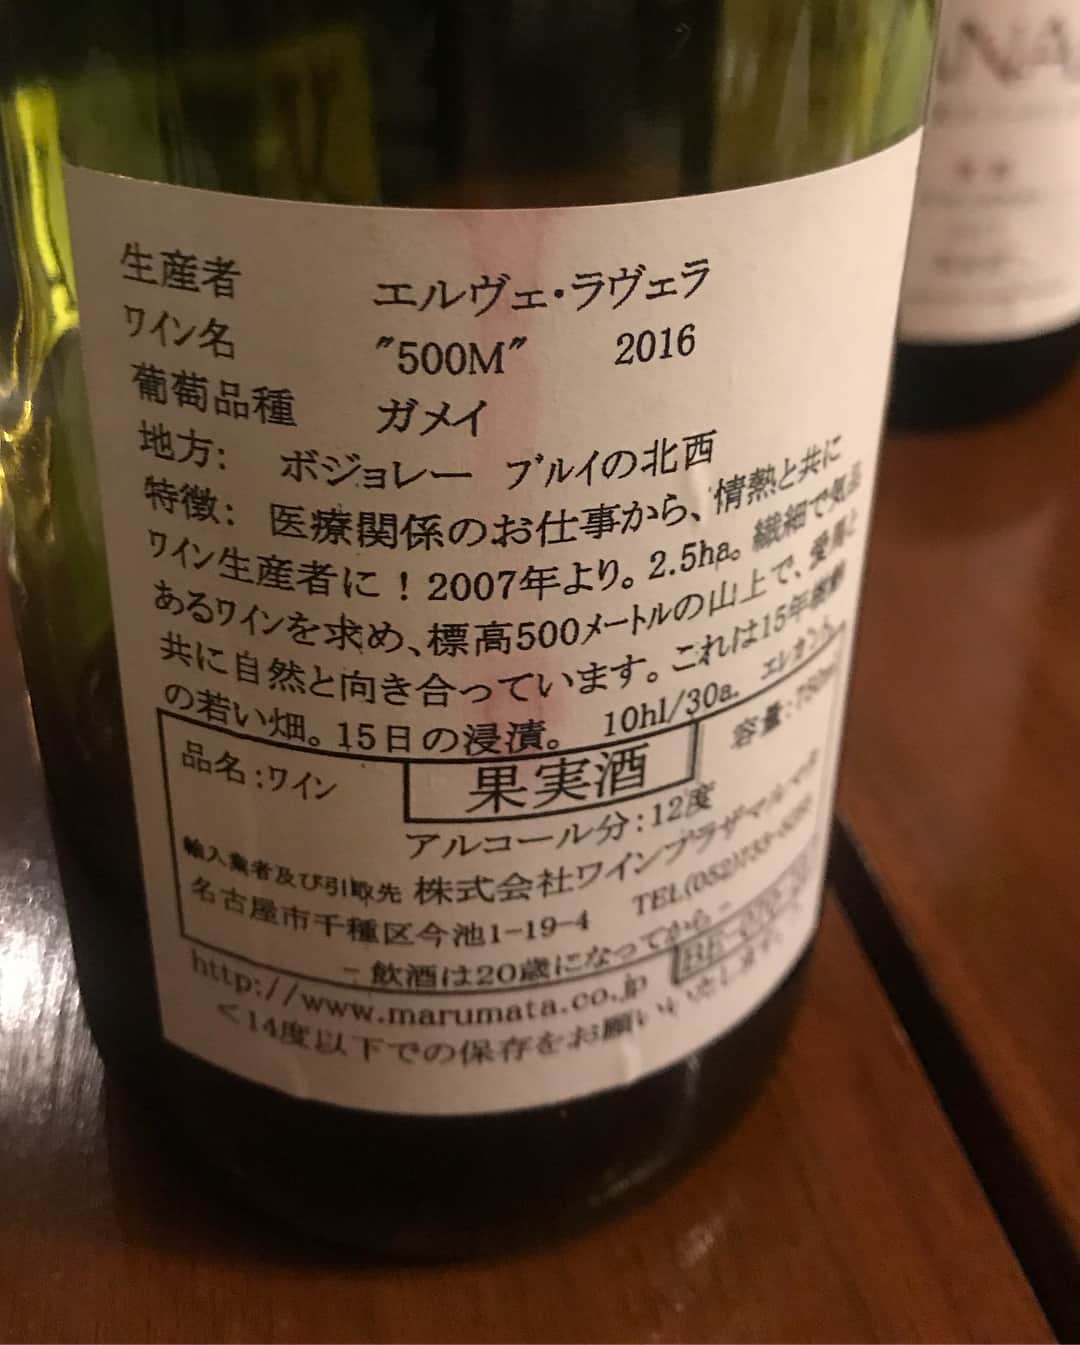 生産者 エルヴェ・ラヴェラ
ワイン名 "500M" 2016
葡萄品種 ガメイ
地方: ボジョレー ブルイの北西
特徴: 医療関係のお仕事から、情熱と共に
ワイン生産者に！2007年より。2.5ha。繊細で気品
あるワインを求め、標高500メートルの山上で、愛馬と
共に自然と向き合っています。これは15年
の若い畑。15日の浸漬。 10hl/30a. エレガント
品名:ワイン 果実酒 容量:750ml
アルコール分:12度
輸入業者及び引取先 株式会社ワインプラザマルマタ
名古屋市千種区今池1-19-4 TEL(052)733-
-飲酒は20歳になってから-
http://www.marumata.co.jp
<14度以下での保存をお願いいたします。
NA